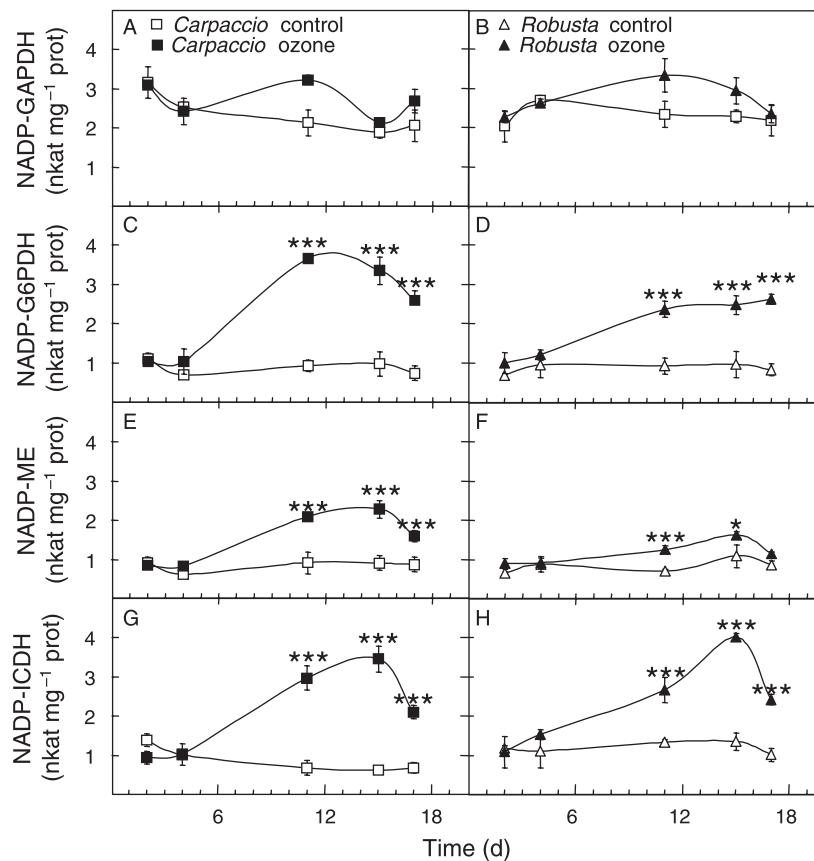 A
Carpaccio control
Carpaccio ozone
B
Robusta control
Robusta ozone
NADP-GAPDH
(nkat mg⁻¹ prot)
4
3
2
1
C
***
***
***
D
***
***
***
NADP-G6PDH
(nkat mg⁻¹ prot)
4
3
2
1
E
***
***
***
F
***
*
NADP-ME
(nkat mg⁻¹ prot)
4
3
2
1
G
***
***
***
H
***
***
***
NADP-ICDH
(nkat mg⁻¹ prot)
4
3
2
1
6 12 18 6 12 18
Time (d)